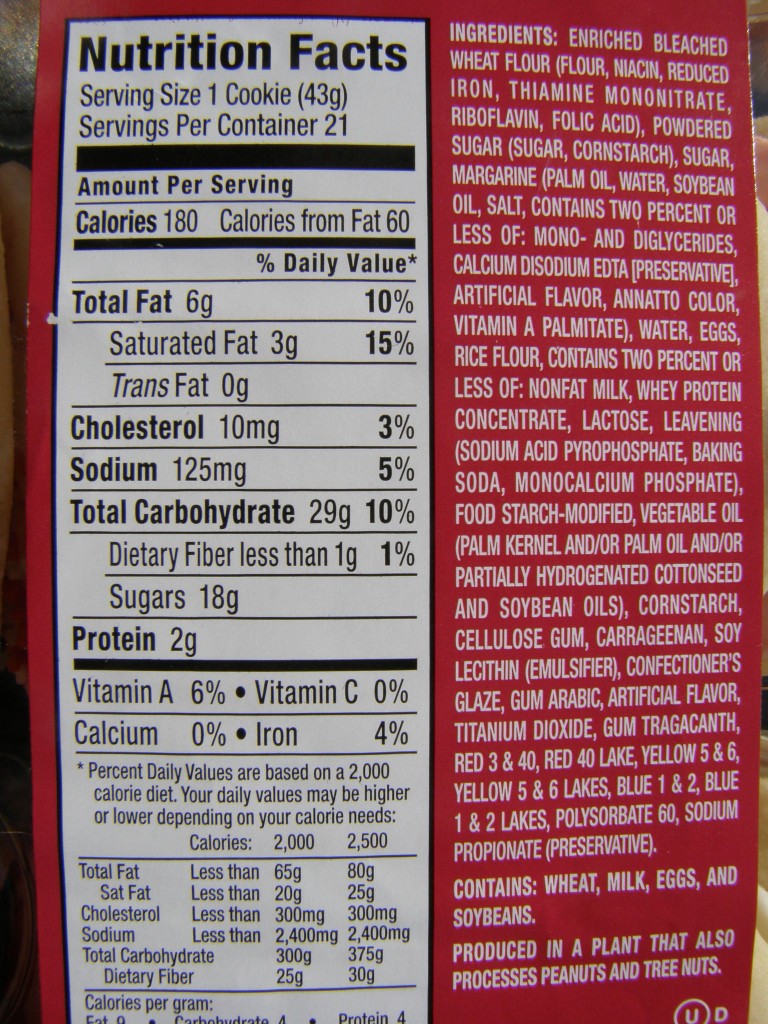 Nutrition Facts
Serving Size 1 Cookie (43g)
Servings Per Container 21
Amount Per Serving
Calories 180 Calories from Fat 60
% Daily Value*
Total Fat 6g 10%
Saturated Fat 3g 15%
Trans Fat 0g
Cholesterol 10mg 3%
Sodium 125mg 5%
Total Carbohydrate 29g 10%
Dietary Fiber less than 1g 1%
Sugars 18g
Protein 2g
Vitamin A 6% • Vitamin C 0%
Calcium 0% • Iron 4%
* Percent Daily Values are based on a 2,000
calorie diet. Your daily values may be higher
or lower depending on your calorie needs:
Calories: 2,000 2,500
Total Fat Less than 65g 80g
Sat Fat Less than 20g 25g
Cholesterol Less than 300mg 300mg
Sodium Less than 2,400mg 2,400mg
Total Carbohydrate 300g 375g
Dietary Fiber 25g 30g
Calories per gram:
Fat 9 • Carbohydrate 4 • Protein 4
INGREDIENTS: ENRICHED BLEACHED
WHEAT FLOUR (FLOUR, NIACIN, REDUCED
IRON, THIAMINE MONONITRATE,
RIBOFLAVIN, FOLIC ACID), POWDERED
SUGAR (SUGAR, CORNSTARCH), SUGAR,
MARGARINE (PALM OIL, WATER, SOYBEAN
OIL, SALT, CONTAINS TWO PERCENT OR
LESS OF: MONO- AND DIGLYCERIDES,
CALCIUM DISODIUM EDTA [PRESERVATIVE],
ARTIFICIAL FLAVOR, ANNATTO COLOR,
VITAMIN A PALMITATE), WATER, EGGS,
RICE FLOUR, CONTAINS TWO PERCENT OR
LESS OF: NONFAT MILK, WHEY PROTEIN
CONCENTRATE, LACTOSE, LEAVENING
(SODIUM ACID PYROPHOSPHATE, BAKING
SODA, MONOCALCIUM PHOSPHATE),
FOOD STARCH-MODIFIED, VEGETABLE OIL
(PALM KERNEL AND/OR PALM OIL AND/OR
PARTIALLY HYDROGENATED COTTONSEED
AND SOYBEAN OILS), CORNSTARCH,
CELLULOSE GUM, CARRAGEENAN, SOY
LECITHIN (EMULSIFIER), CONFECTIONER'S
GLAZE, GUM ARABIC, ARTIFICIAL FLAVOR,
TITANIUM DIOXIDE, GUM TRAGACANTH,
RED 3 & 40, RED 40 LAKE, YELLOW 5 & 6,
YELLOW 5 & 6 LAKES, BLUE 1 & 2, BLUE
1 & 2 LAKES, POLYSORBATE 60, SODIUM
PROPIONATE (PRESERVATIVE).
CONTAINS: WHEAT, MILK, EGGS, AND
SOYBEANS.
PRODUCED IN A PLANT THAT ALSO
PROCESSES PEANUTS AND TREE NUTS.
U D